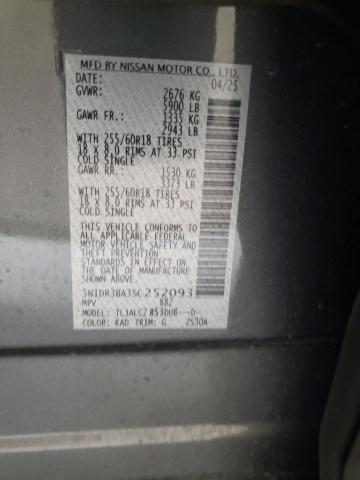 MFD BY NISSAN MOTOR CO., LTD.
DATE: 04/25
GVWR: 2676 KG
5900 LB
GAWR FR.: 1335 KG
2943 LB
WITH 255/60R18 TIRES
18 X 8.0 RIMS AT 33 PSI
COLD SINGLE
GAWR RR.: 1530 KG
3373 LB
WITH 255/60R18 TIRES
18 X 8.0 RIMS AT 33 PSI
COLD SINGLE
THIS VEHICLE CONFORMS TO
ALL APPLICABLE FEDERAL
MOTOR VEHICLE SAFETY
AND THEFT PREVENTION
STANDARDS IN EFFECT
ON THE DATE OF
MANUFACTURE SHOWN ABOVE.
5N1DR3BA3SC252093
MPV 882
MODEL: TLJALCZ R53DU8---D-
COLOR: KAD TRIM: G ZS30A